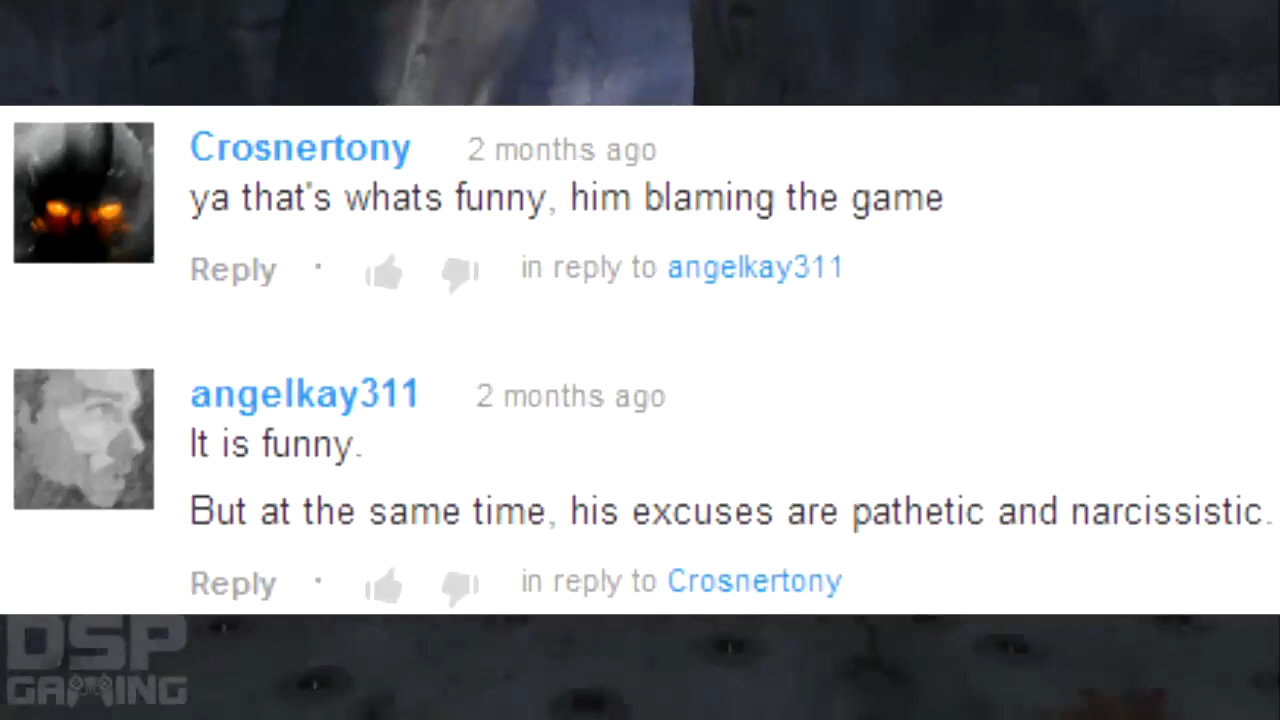 Crosnertony 2 months ago
ya that's whats funny, him blaming the game
Reply · in reply to angelkay311
angelkay311 2 months ago
It is funny.
But at the same time, his excuses are pathetic and narcissistic.
Reply · in reply to Crosnertony
DSP
GAMING